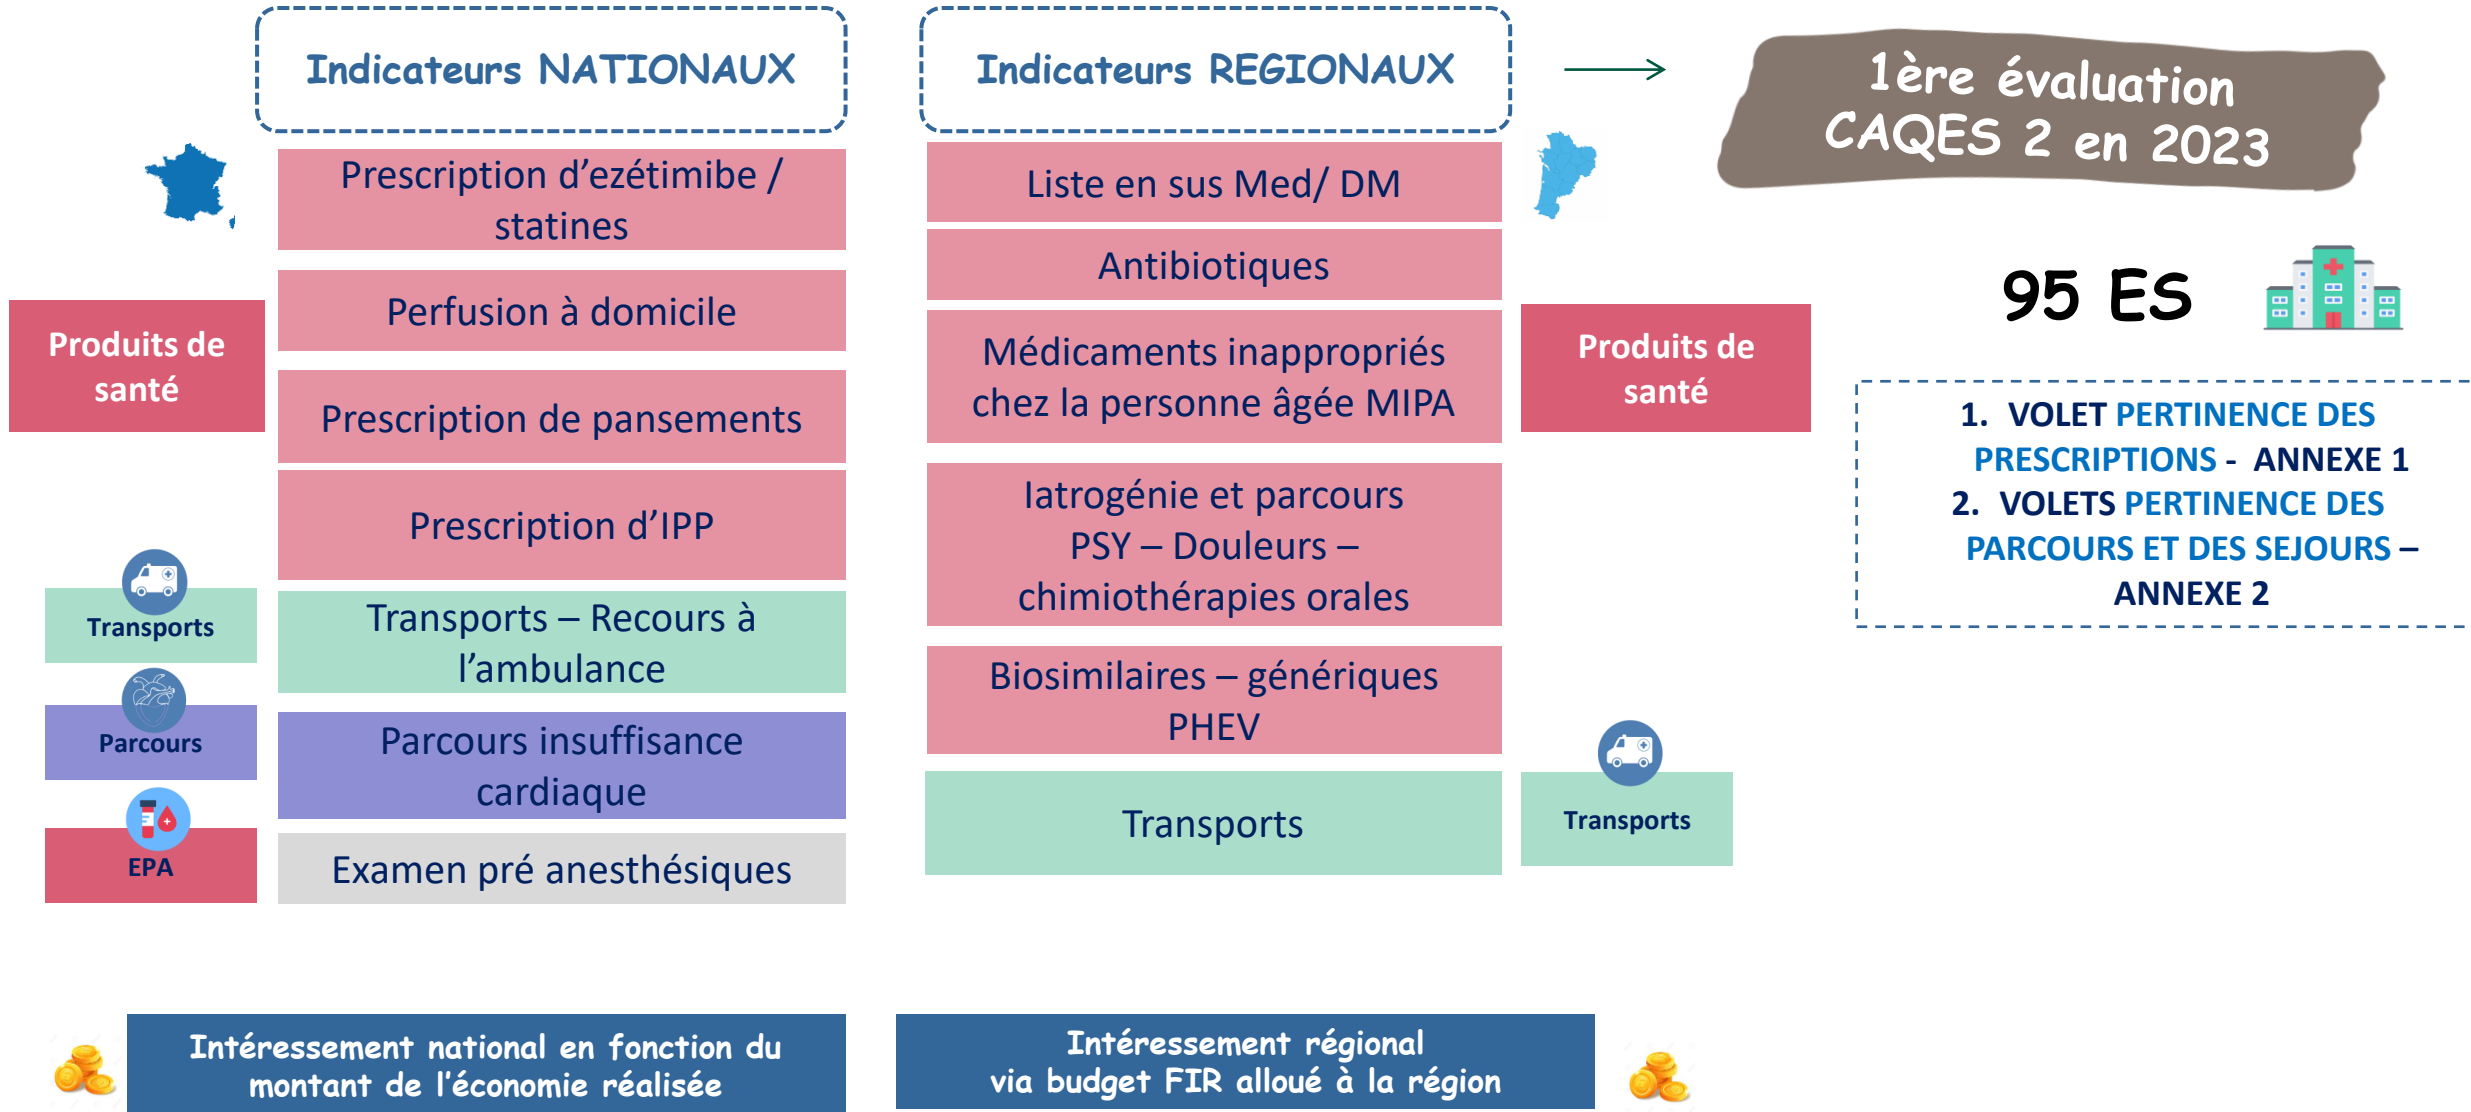 Indicateurs NATIONAUX
Prescription d’ezétimibe /
statines
Perfusion à domicile
Prescription de pansements
Prescription d’IPP
Transports – Recours à
l’ambulance
Parcours insuffisance
cardiaque
Examen pré anesthésiques
Produits de
santé
Transports
Parcours
EPA
Intéressement national en fonction du
montant de l’économie réalisée
Indicateurs REGIONAUX
Liste en sus Med/ DM
Antibiotiques
Médicaments inappropriés
chez la personne âgée MIPA
Iatrogénie et parcours
PSY – Douleurs –
chimiothérapies orales
Biosimilaires – génériques
PHEV
Transports
Produits de
santé
Transports
Intéressement régional
via budget FIR alloué à la région
1ère évaluation
CAQES 2 en 2023
95 ES
1. VOLET PERTINENCE DES
PRESCRIPTIONS - ANNEXE 1
2. VOLETS PERTINENCE DES
PARCOURS ET DES SEJOURS –
ANNEXE 2